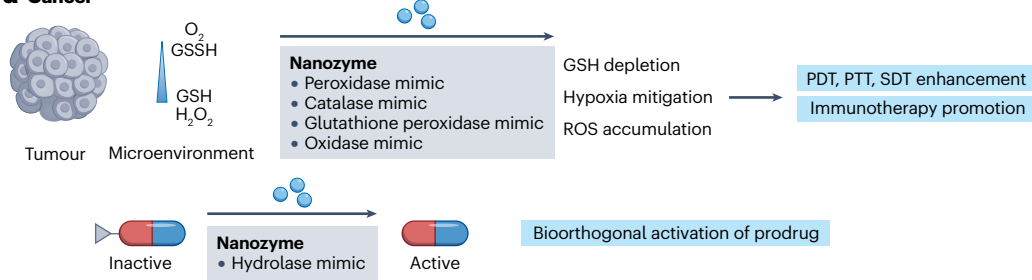 a Cancer
O₂
GSSH
GSH
H₂O₂
Tumour
Microenvironment
Nanozyme
• Peroxidase mimic
• Catalase mimic
• Glutathione peroxidase mimic
• Oxidase mimic
GSH depletion
Hypoxia mitigation
ROS accumulation
PDT, PTT, SDT enhancement
Immunotherapy promotion
Inactive
Nanozyme
• Hydrolase mimic
Active
Bioorthogonal activation of prodrug